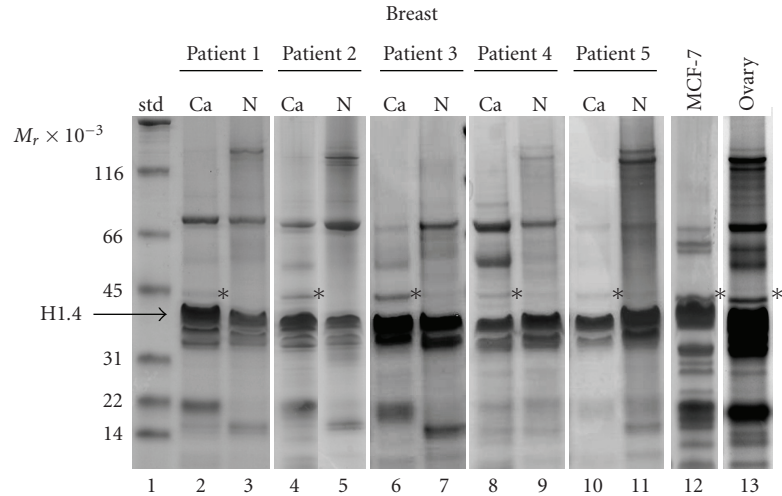 Breast
Patient 1 Patient 2 Patient 3 Patient 4 Patient 5
MCF-7
Ovary
std Ca N Ca N Ca N Ca N Ca N
Mr × 10−3
116
66
45
* * * * * * *
H1.4
31
22
14
1 2 3 4 5 6 7 8 9 10 11 12 13